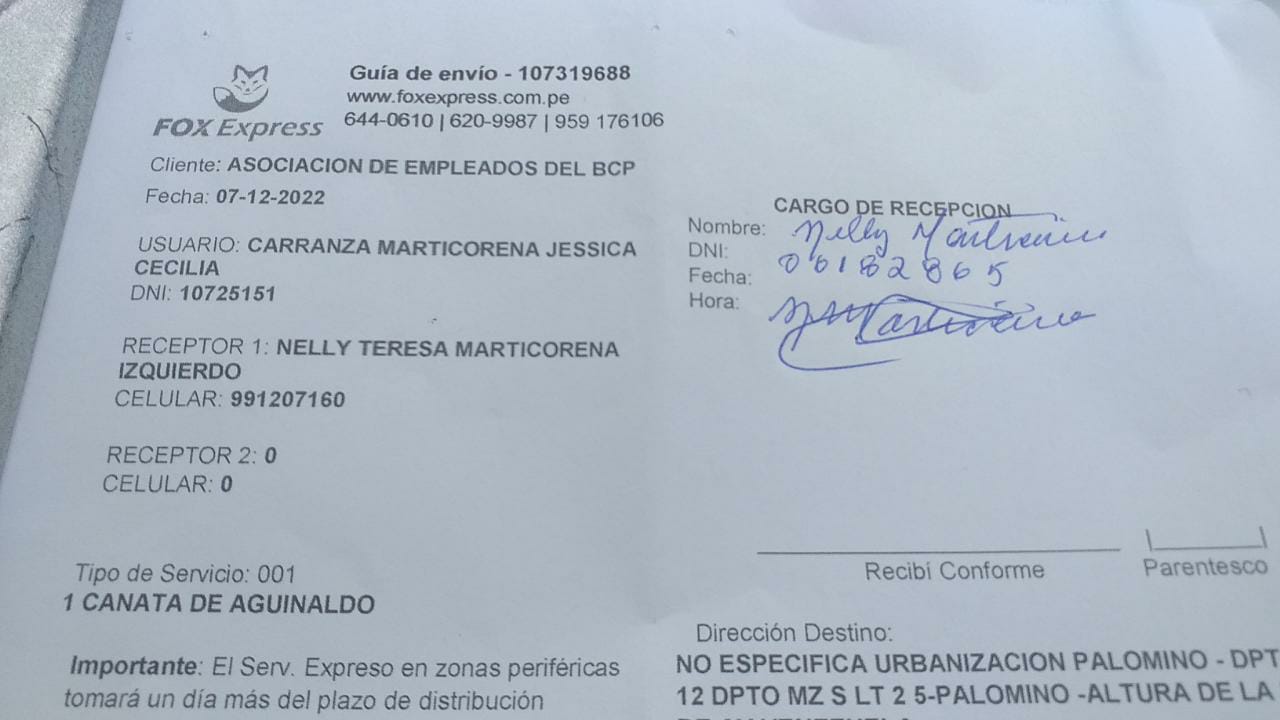 Guía de envío - 107319688
www.foxexpress.com.pe
644-0610 | 620-9987 | 959 176106
FOX Express
Cliente: ASOCIACION DE EMPLEADOS DEL BCP
Fecha: 07-12-2022
USUARIO: CARRANZA MARTICORENA JESSICA
CECILIA
DNI: 10725151
RECEPTOR 1: NELLY TERESA MARTICORENA
IZQUIERDO
CELULAR: 991207160
RECEPTOR 2: 0
CELULAR: 0
Tipo de Servicio: 001
1 CANATA DE AGUINALDO
Importante: El Serv. Expreso en zonas periféricas
tomará un día más del plazo de distribución
CARGO DE RECEPCION
Nombre: Nelly
DNI: 06182865
Fecha:
Hora:
Recibí Conforme
Parentesco
Dirección Destino:
NO ESPECIFICA URBANIZACION PALOMINO - DPT
12 DPTO MZ S LT 2 5-PALOMINO -ALTURA DE LA